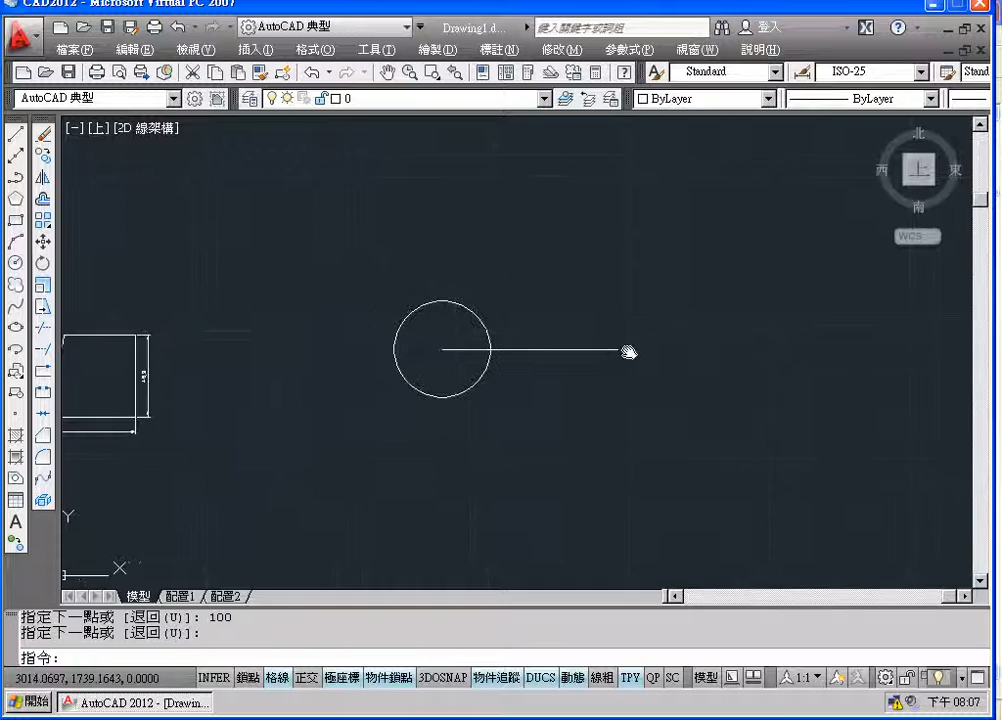 CAD2012 - Microsoft Virtual PC 2007
AutoCAD 典型
Drawing1.d...
鍵入關鍵字或詞組
登入
檔案(F) 編輯(E) 檢視(V) 插入(I) 格式(O) 工具(T) 繪製(D) 標註(N) 修改(M) 參數式(P) 視窗(W) 說明(H)
Standard ISO-25 Stand
AutoCAD 典型 0 ByLayer ByLayer
[−] [上] [2D 線架構]
北
西 上 東
南
WCS
Y
X
A
模型 配置1 配置2
指定下一點或 [退回(U)]: 100
指定下一點或 [退回(U)]:
指令:
3014.0697, 1739.1643, 0.0000 INFER 鎖點 格線 正交 極座標 物件鎖點 3DOSNAP 物件追蹤 DUCS 動態 線粗 TPY QP SC 模型 1:1
開始 AutoCAD 2012 - [Drawin... 下午 08:07